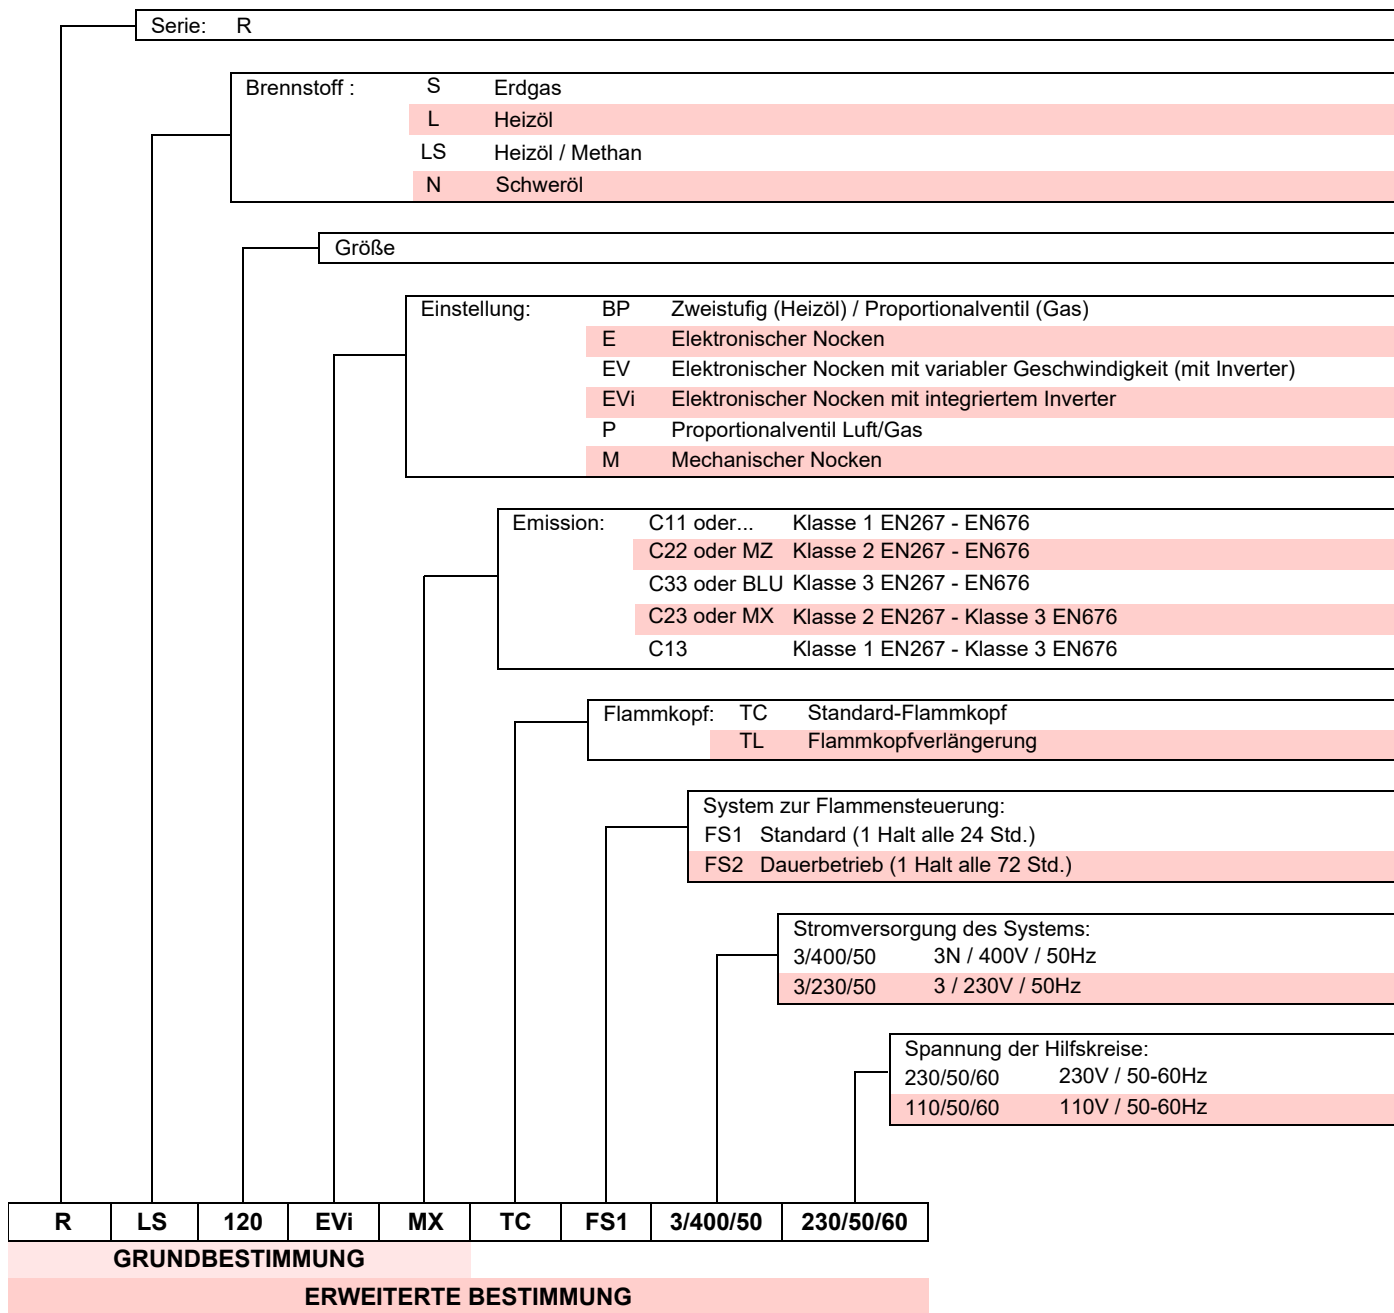 Serie: R
Brennstoff : S Erdgas
L Heizöl
LS Heizöl / Methan
N Schweröl
Größe
Einstellung: BP Zweistufig (Heizöl) / Proportionalventil (Gas)
E Elektronischer Nocken
EV Elektronischer Nocken mit variabler Geschwindigkeit (mit Inverter)
EVi Elektronischer Nocken mit integriertem Inverter
P Proportionalventil Luft/Gas
M Mechanischer Nocken
Emission: C11 oder... Klasse 1 EN267 - EN676
C22 oder MZ Klasse 2 EN267 - EN676
C33 oder BLU Klasse 3 EN267 - EN676
C23 oder MX Klasse 2 EN267 - Klasse 3 EN676
C13 Klasse 1 EN267 - Klasse 3 EN676
Flammkopf: TC Standard-Flammkopf
TL Flammkopfverlängerung
System zur Flammensteuerung:
FS1 Standard (1 Halt alle 24 Std.)
FS2 Dauerbetrieb (1 Halt alle 72 Std.)
Stromversorgung des Systems:
3/400/50 3N / 400V / 50Hz
3/230/50 3 / 230V / 50Hz
Spannung der Hilfskreise:
230/50/60 230V / 50-60Hz
110/50/60 110V / 50-60Hz
R LS 120 EVi MX TC FS1 3/400/50 230/50/60
GRUNDBESTIMMUNG
ERWEITERTE BESTIMMUNG